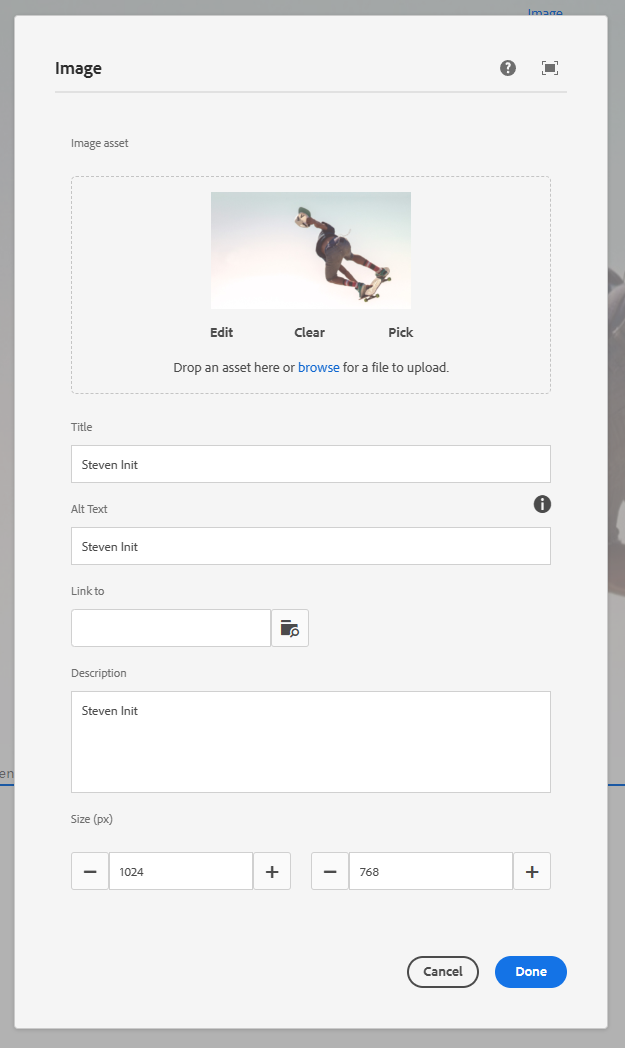 Image
Image
Image asset
Edit Clear Pick
Drop an asset here or browse for a file to upload.
Title
Steven Init
Alt Text
Steven Init
Link to
Description
Steven Init
en
Size (px)
1024 768
Cancel Done